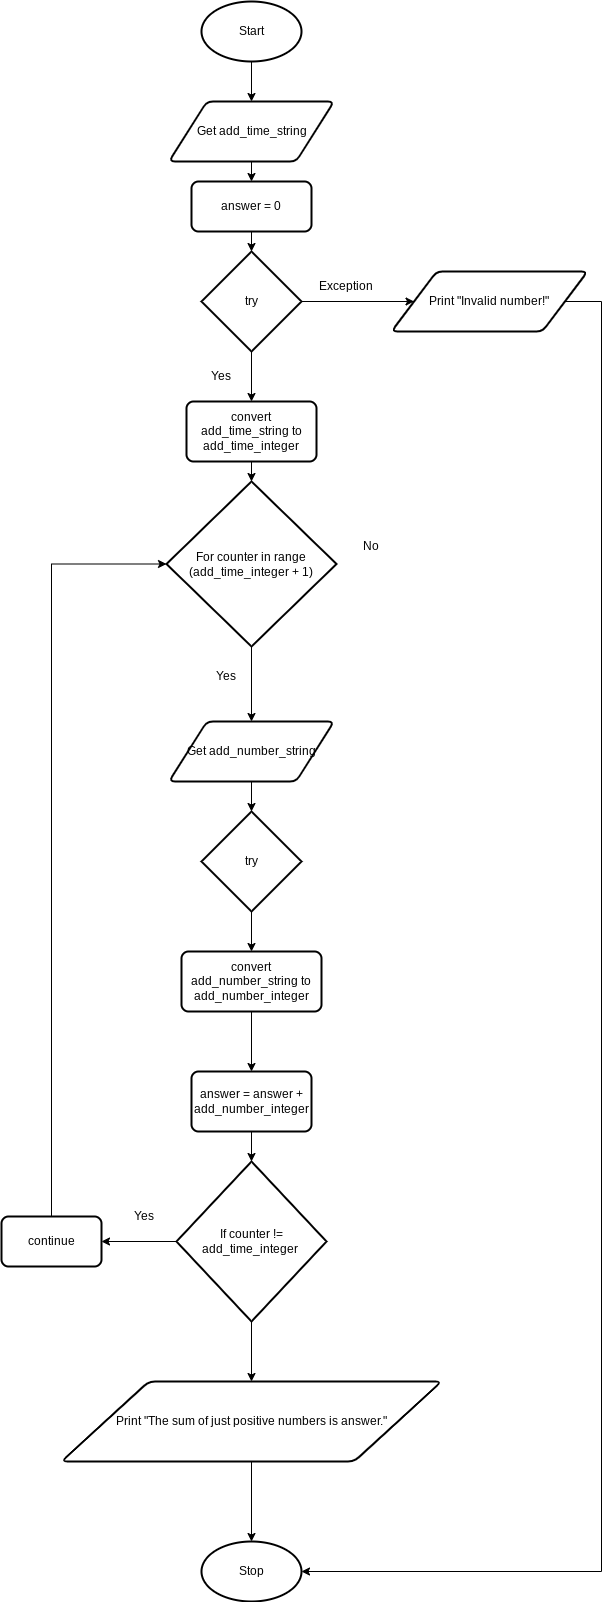 Start
Get add_time_string
answer = 0
try
Exception
Print "Invalid number!"
Yes
convert
add_time_string to
add_time_integer
For counter in range
(add_time_integer + 1)
No
Yes
Get add_number_string
try
convert
add_number_string to
add_number_integer
answer = answer +
add_number_integer
If counter !=
add_time_integer
Yes
continue
Print "The sum of just positive numbers is answer."
Stop